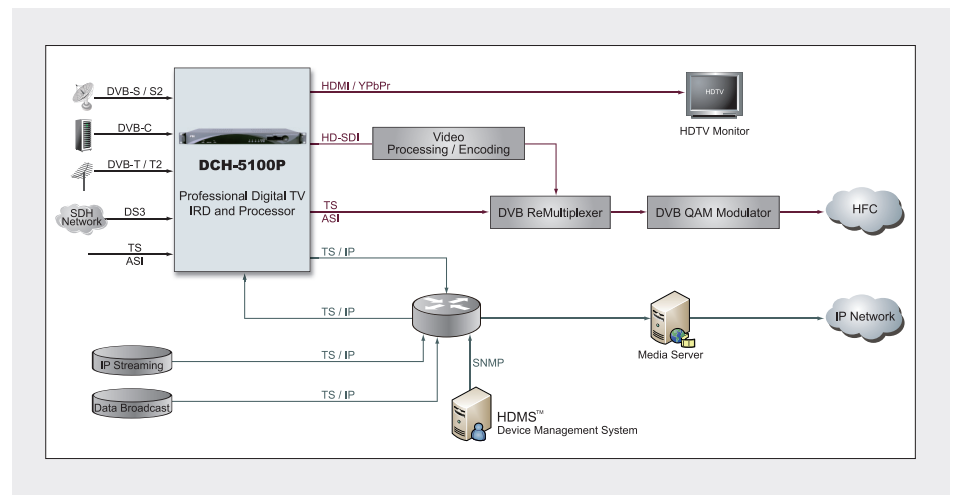 DVB-S / S2
DVB-C
DVB-T / T2
SDH
Network
DS3
TS
ASI
DCH-5100P
Professional Digital TV
IRD and Processor
HDMI / YPbPr
HDTV
HDTV Monitor
HD-SDI
Video
Processing / Encoding
TS
ASI
DVB ReMultiplexer
DVB QAM Modulator
HFC
TS / IP
TS / IP
Media Server
IP Network
IP Streaming
TS / IP
SNMP
Data Broadcast
TS / IP
HDMS™
Device Management System